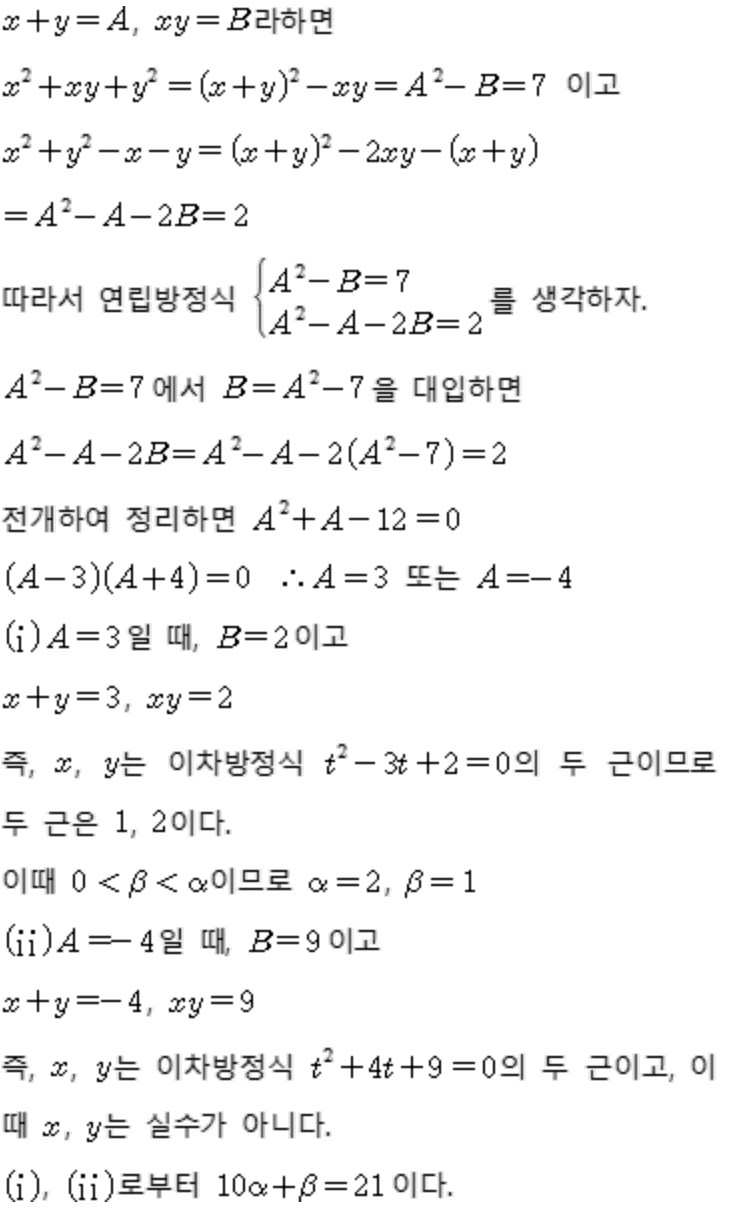 x+y=A, xy=B라하면
x²+xy+y²=(x+y)²-xy=A²-B=7 이고
x²+y²-x-y=(x+y)²-2xy-(x+y)
=A²-A-2B=2
따라서 연립방정식 {A²-B=7
A²-A-2B=2 를 생각하자.
A²-B=7에서 B=A²-7을 대입하면
A²-A-2B=A²-A-2(A²-7)=2
전개하여 정리하면 A²+A-12=0
(A-3)(A+4)=0 ∴A=3 또는 A=-4
(i)A=3일 때, B=2이고
x+y=3, xy=2
즉, x, y는 이차방정식 t²-3t+2=0의 두 근이므로
두 근은 1, 2이다.
이때 0<β<α이므로 α=2, β=1
(ii)A=-4일 때, B=9이고
x+y=-4, xy=9
즉, x, y는 이차방정식 t²+4t+9=0의 두 근이고, 이
때 x, y는 실수가 아니다.
(i), (ii)로부터 10α+β=21이다.